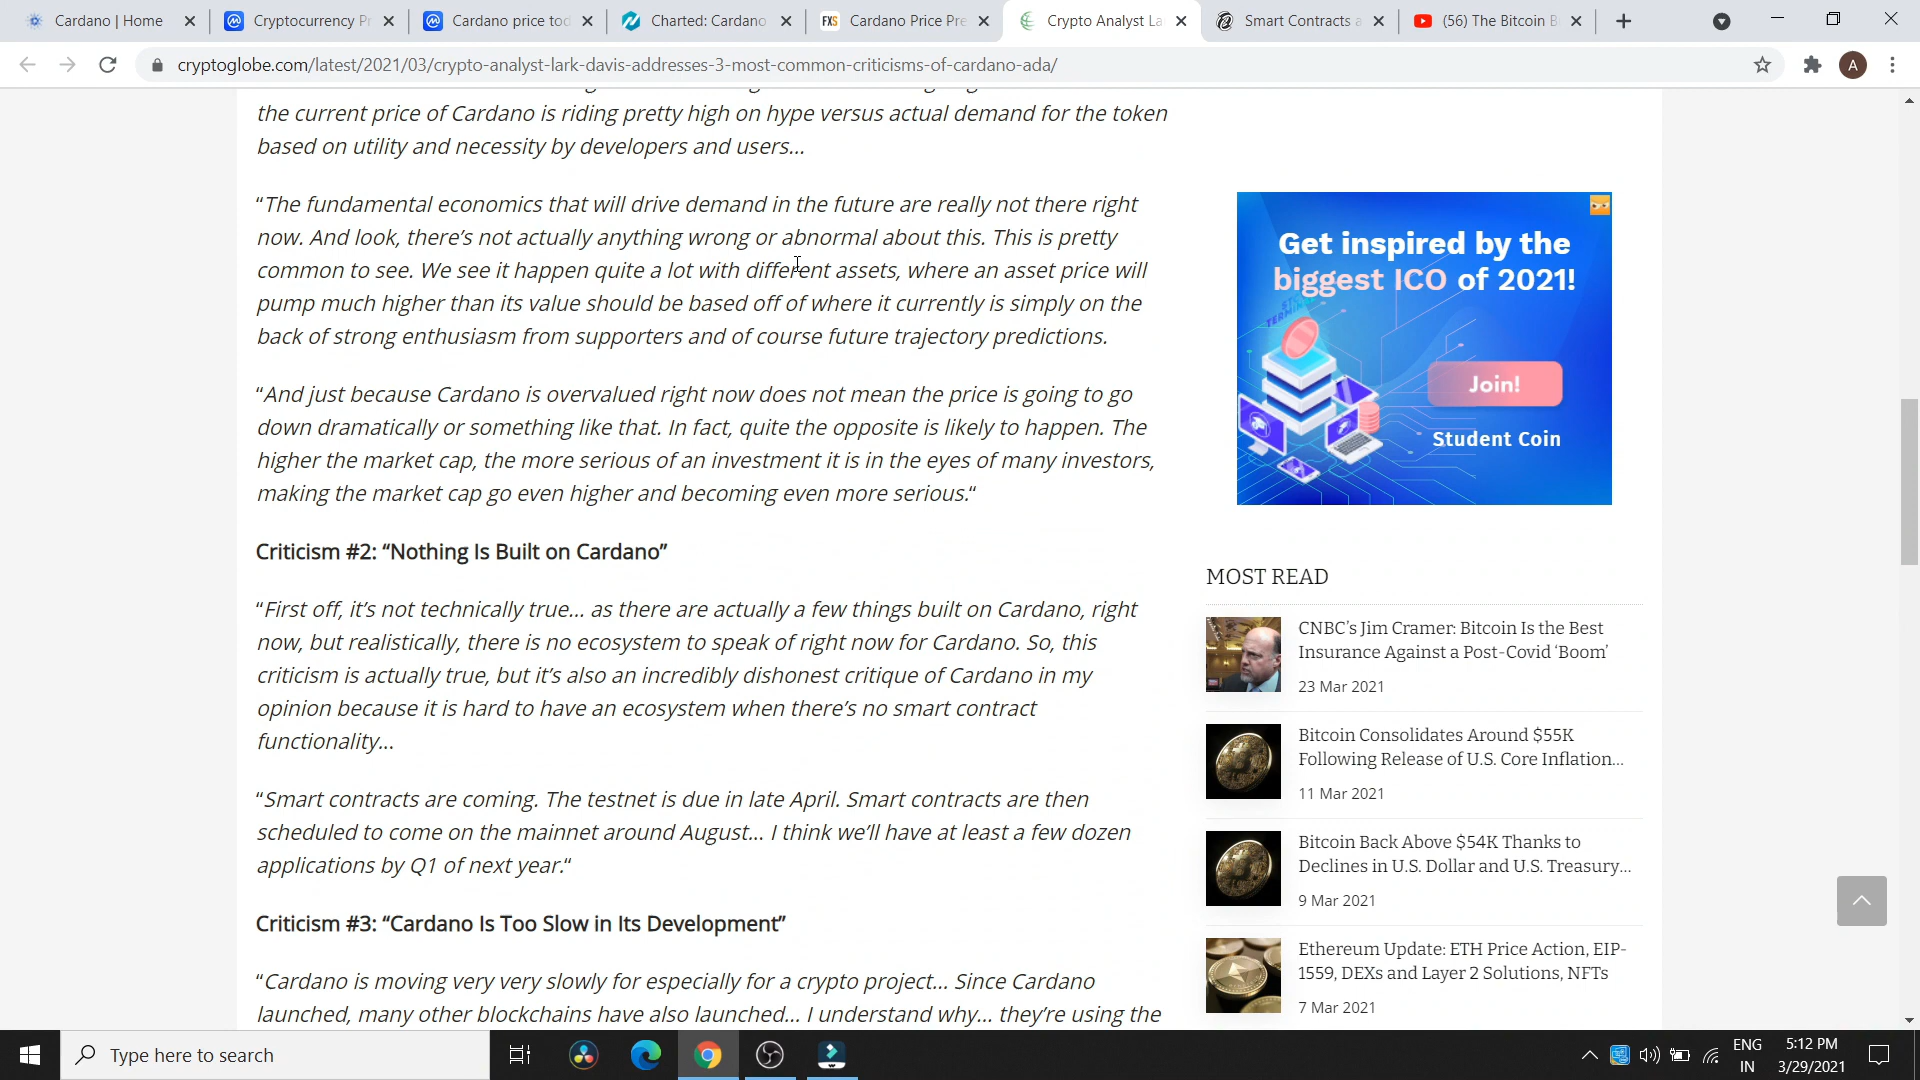 Cardano | Home
Cryptocurrency Pr
Cardano price tod
Charted: Cardano
FXS Cardano Price Pre
Crypto Analyst La
Smart Contracts a
(56) The Bitcoin B
cryptoglobe.com/latest/2021/03/crypto-analyst-lark-davis-addresses-3-most-common-criticisms-of-cardano-ada/
A
the current price of Cardano is riding pretty high on hype versus actual demand for the token
based on utility and necessity by developers and users…
“The fundamental economics that will drive demand in the future are really not there right
now. And look, there’s not actually anything wrong or abnormal about this. This is pretty
common to see. We see it happen quite a lot with different assets, where an asset price will
pump much higher than its value should be based off of where it currently is simply on the
back of strong enthusiasm from supporters and of course future trajectory predictions.
“And just because Cardano is overvalued right now does not mean the price is going to go
down dramatically or something like that. In fact, quite the opposite is likely to happen. The
higher the market cap, the more serious of an investment it is in the eyes of many investors,
making the market cap go even higher and becoming even more serious.“
Criticism #2: “Nothing Is Built on Cardano”
“First off, it’s not technically true… as there are actually a few things built on Cardano, right
now, but realistically, there is no ecosystem to speak of right now for Cardano. So, this
criticism is actually true, but it’s also an incredibly dishonest critique of Cardano in my
opinion because it is hard to have an ecosystem when there’s no smart contract
functionality…
“Smart contracts are coming. The testnet is due in late April. Smart contracts are then
scheduled to come on the mainnet around August… I think we’ll have at least a few dozen
applications by Q1 of next year.“
Criticism #3: “Cardano Is Too Slow in Its Development”
“Cardano is moving very very slowly for especially for a crypto project… Since Cardano
launched, many other blockchains have also launched… I understand why… they’re using the
Get inspired by the
biggest ICO of 2021!
Join!
Student Coin
MOST READ
CNBC’s Jim Cramer: Bitcoin Is the Best
Insurance Against a Post-Covid ‘Boom’
23 Mar 2021
Bitcoin Consolidates Around $55K
Following Release of U.S. Core Inflation…
11 Mar 2021
Bitcoin Back Above $54K Thanks to
Declines in U.S. Dollar and U.S. Treasury…
9 Mar 2021
Ethereum Update: ETH Price Action, EIP-
1559, DEXs and Layer 2 Solutions, NFTs
7 Mar 2021
Type here to search
ENG
IN
5:12 PM
3/29/2021